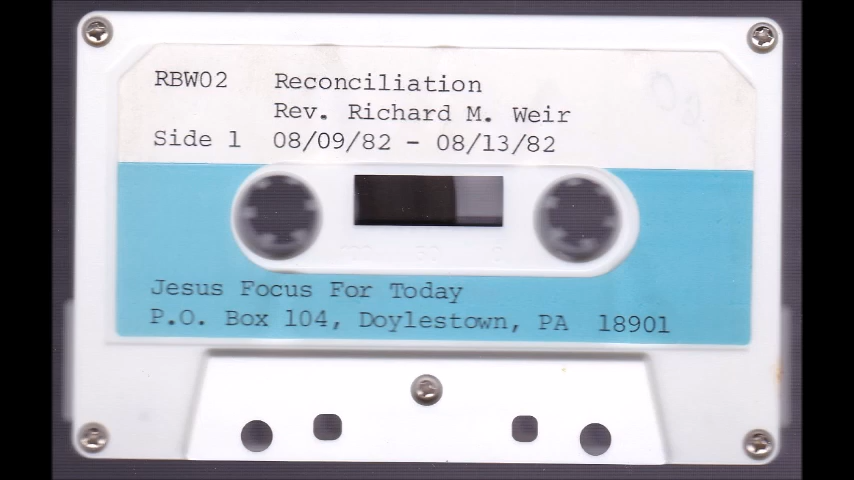 RBW02 Reconciliation
Rev. Richard M. Weir
Side 1 08/09/82 - 08/13/82
Jesus Focus For Today
P.O. Box 104, Doylestown, PA 18901